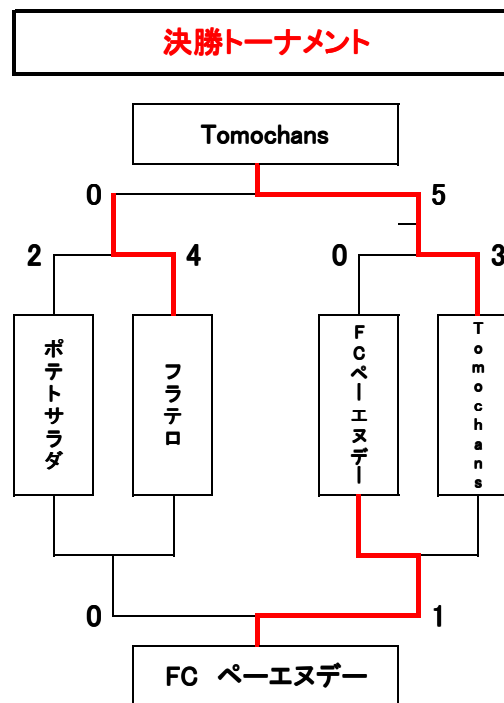 決勝トーナメント
Tomochans
0 5
2 4 0 3
ポテトサラダ
フラテロ
FCペーエヌデー
Tomochans
0 1
FC ペーエヌデー